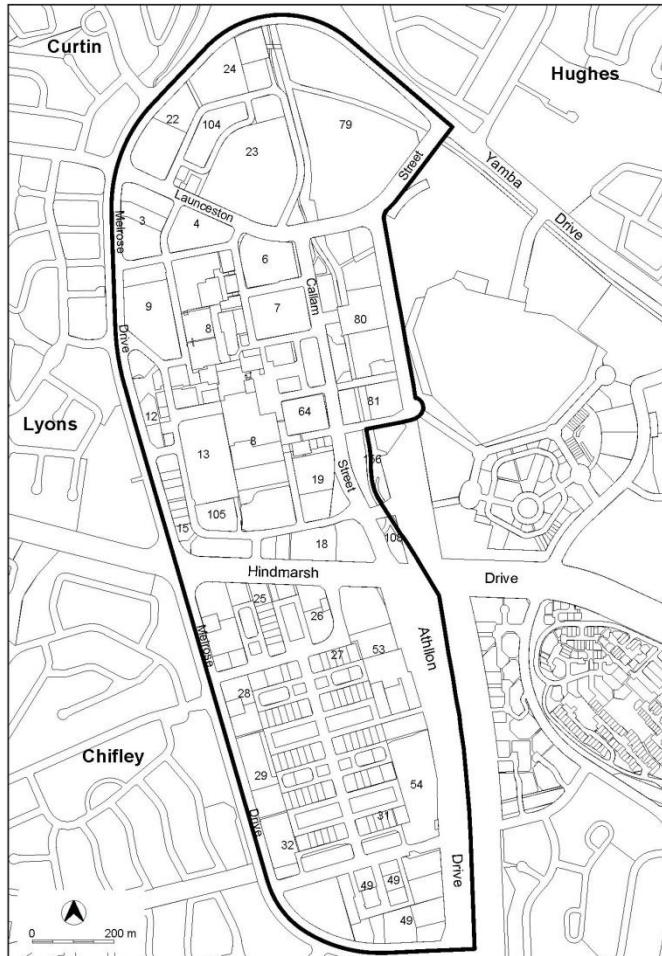 Curtin
Hughes
24
22
104
79
23
Street
Yamba
Drive
Launceston
3
4
Melrose
6
Callam
9
7
8
80
Drive
81
12
64
Lyons
13
8
156
19
Street
105
15
108
18
Hindmarsh
Drive
25
26
Melrose
Athllon
27
53
28
Chifley
29
54
Drive
31
32
Drive
49
49
49
0 200 m